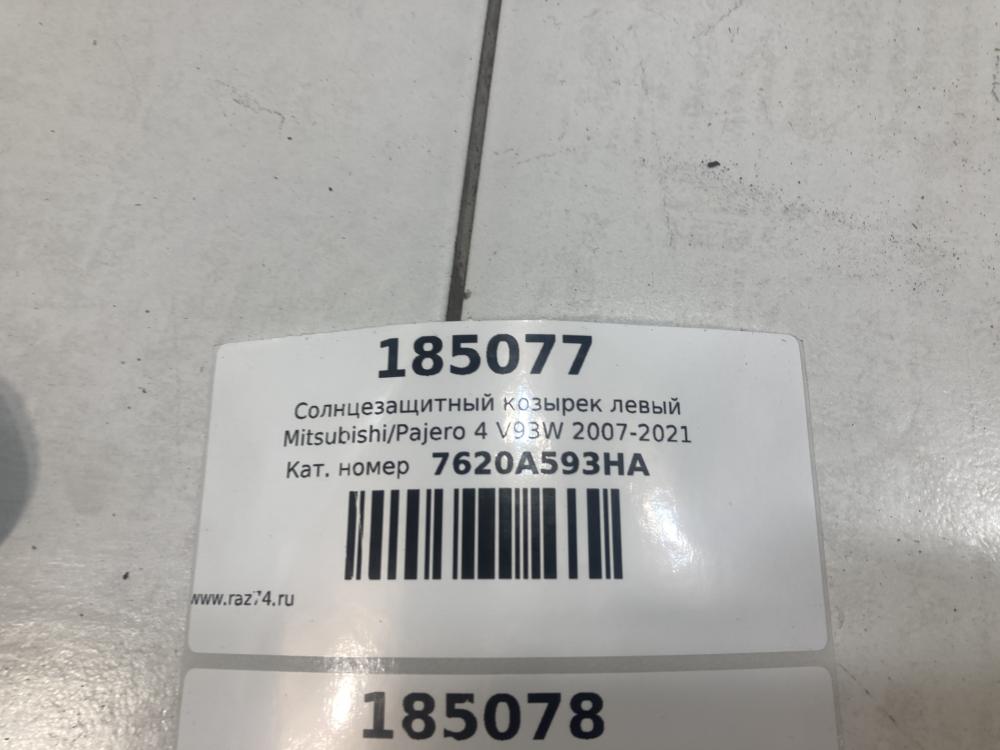 185077
Солнцезащитный козырек левый
Mitsubishi/Pajero 4 V93W 2007-2021
Кат. номер 7620A593HA
www.raz74.ru
185078